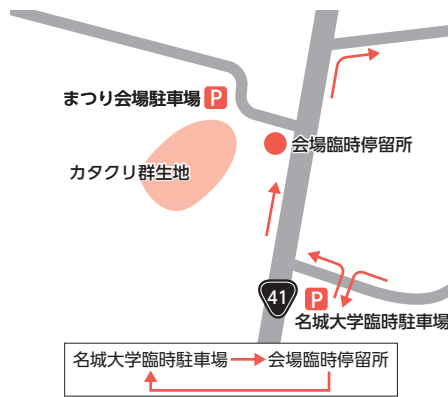 まつり会場駐車場 P
会場臨時停留所
カタクリ群生地
41
P
名城大学臨時駐車場
名城大学臨時駐車場→会場臨時停留所